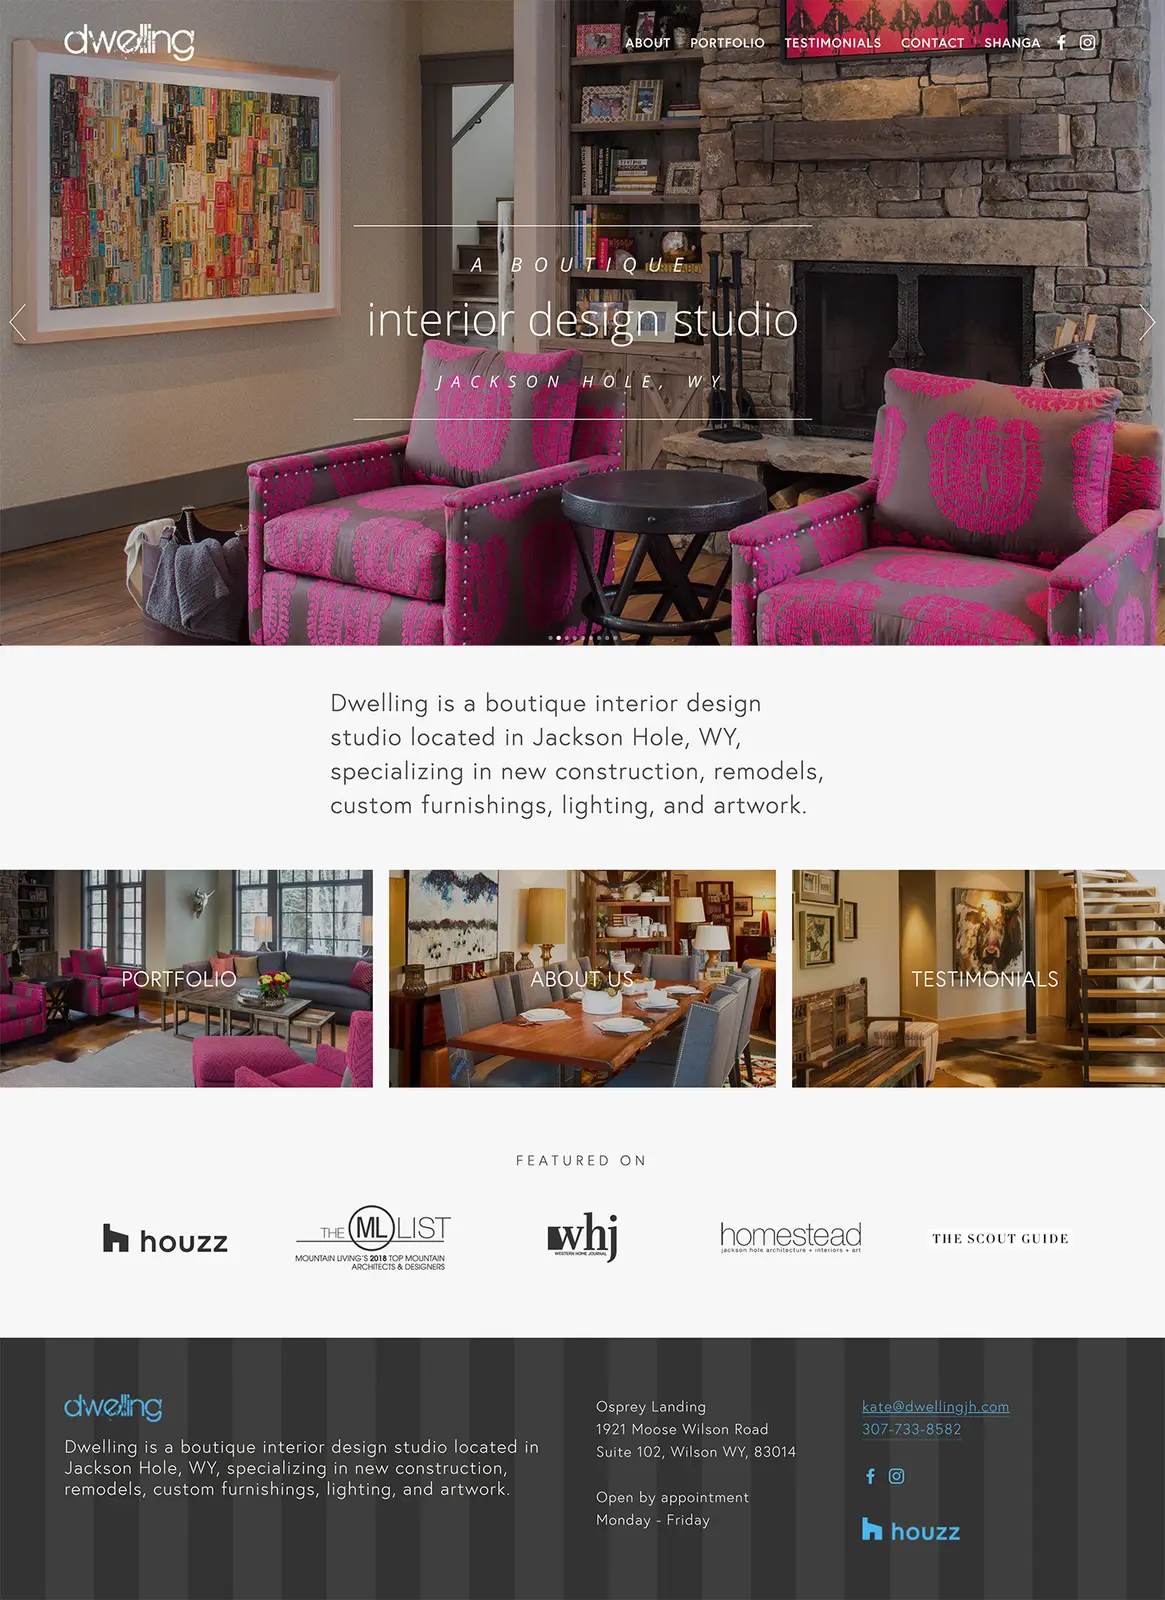 dwelling
ABOUT PORTFOLIO TESTIMONIALS CONTACT SHANGA
A BOUTIQUE
interior design studio
JACKSON HOLE, WY
Dwelling is a boutique interior design
studio located in Jackson Hole, WY,
specializing in new construction, remodels,
custom furnishings, lighting, and artwork.
PORTFOLIO
ABOUT US
TESTIMONIALS
FEATURED ON
houzz
THE ML LIST
MOUNTAIN LIVING'S 2018 TOP MOUNTAIN
ARCHITECTS & DESIGNERS
whj
WESTERN HOME JOURNAL
homestead
jackson hole architecture + interiors + art
THE SCOUT GUIDE
dwelling
Dwelling is a boutique interior design studio located in
Jackson Hole, WY, specializing in new construction,
remodels, custom furnishings, lighting, and artwork.
Osprey Landing
1921 Moose Wilson Road
Suite 102, Wilson WY, 83014
Open by appointment
Monday - Friday
kate@dwellingjh.com
307-733-8582
houzz